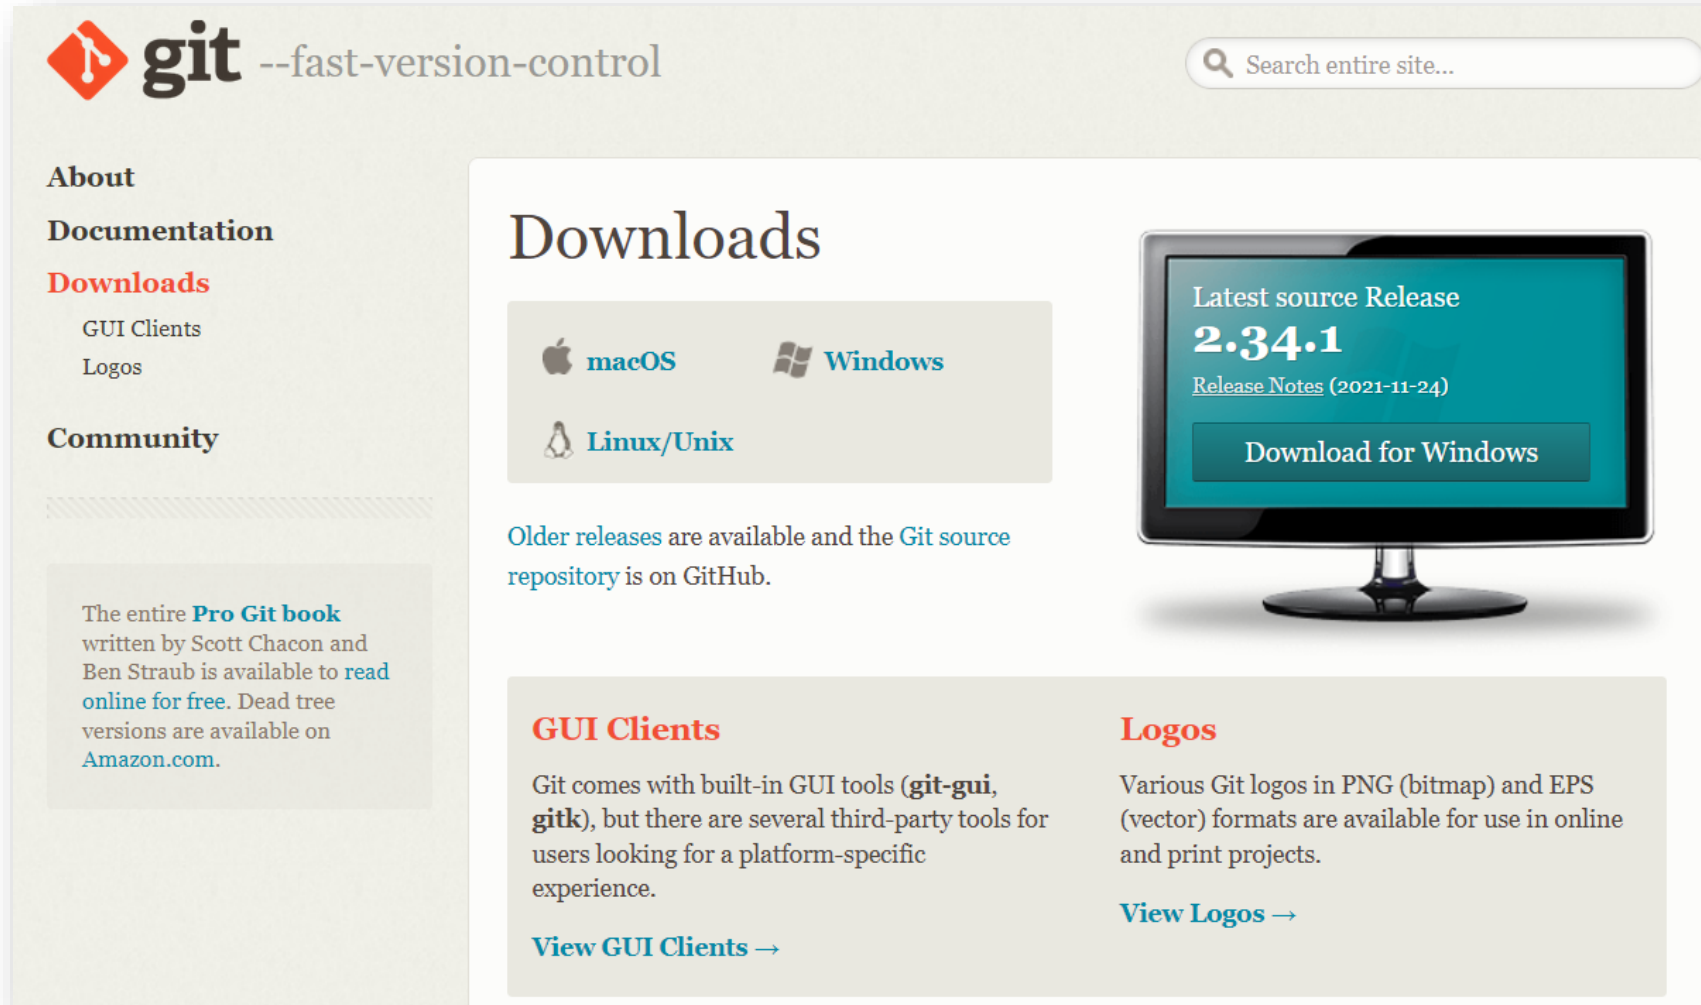 git --fast-version-control
Search entire site...
About
Documentation
Downloads
GUI Clients
Logos
Community
The entire Pro Git book
written by Scott Chacon and
Ben Straub is available to read
online for free. Dead tree
versions are available on
Amazon.com.
Downloads
macOS
Windows
Linux/Unix
Older releases are available and the Git source
repository is on GitHub.
Latest source Release
2.34.1
Release Notes (2021-11-24)
Download for Windows
GUI Clients
Git comes with built-in GUI tools (git-gui,
gitk), but there are several third-party tools for
users looking for a platform-specific
experience.
View GUI Clients →
Logos
Various Git logos in PNG (bitmap) and EPS
(vector) formats are available for use in online
and print projects.
View Logos →